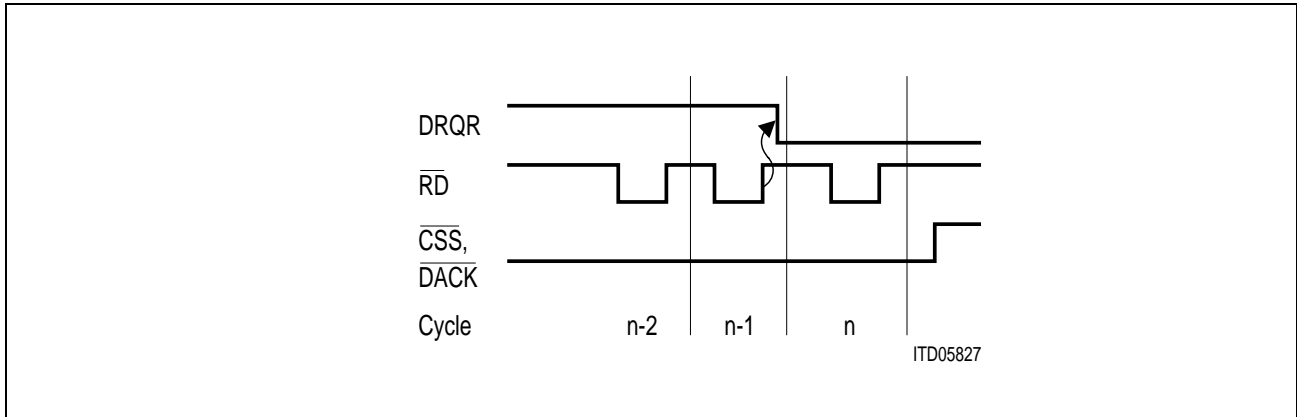 DRQR
RD
CSS,
DACK
Cycle n-2 n-1 n
ITD05827